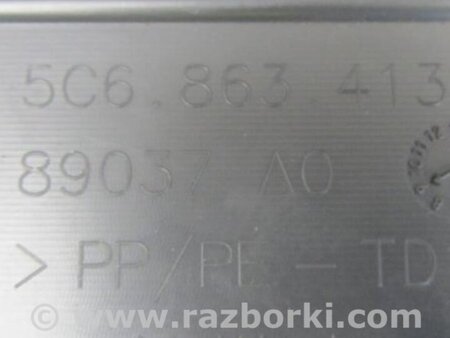 5C6.863.413
89037 A0
> PP/PE - TD
© www.razborki.com